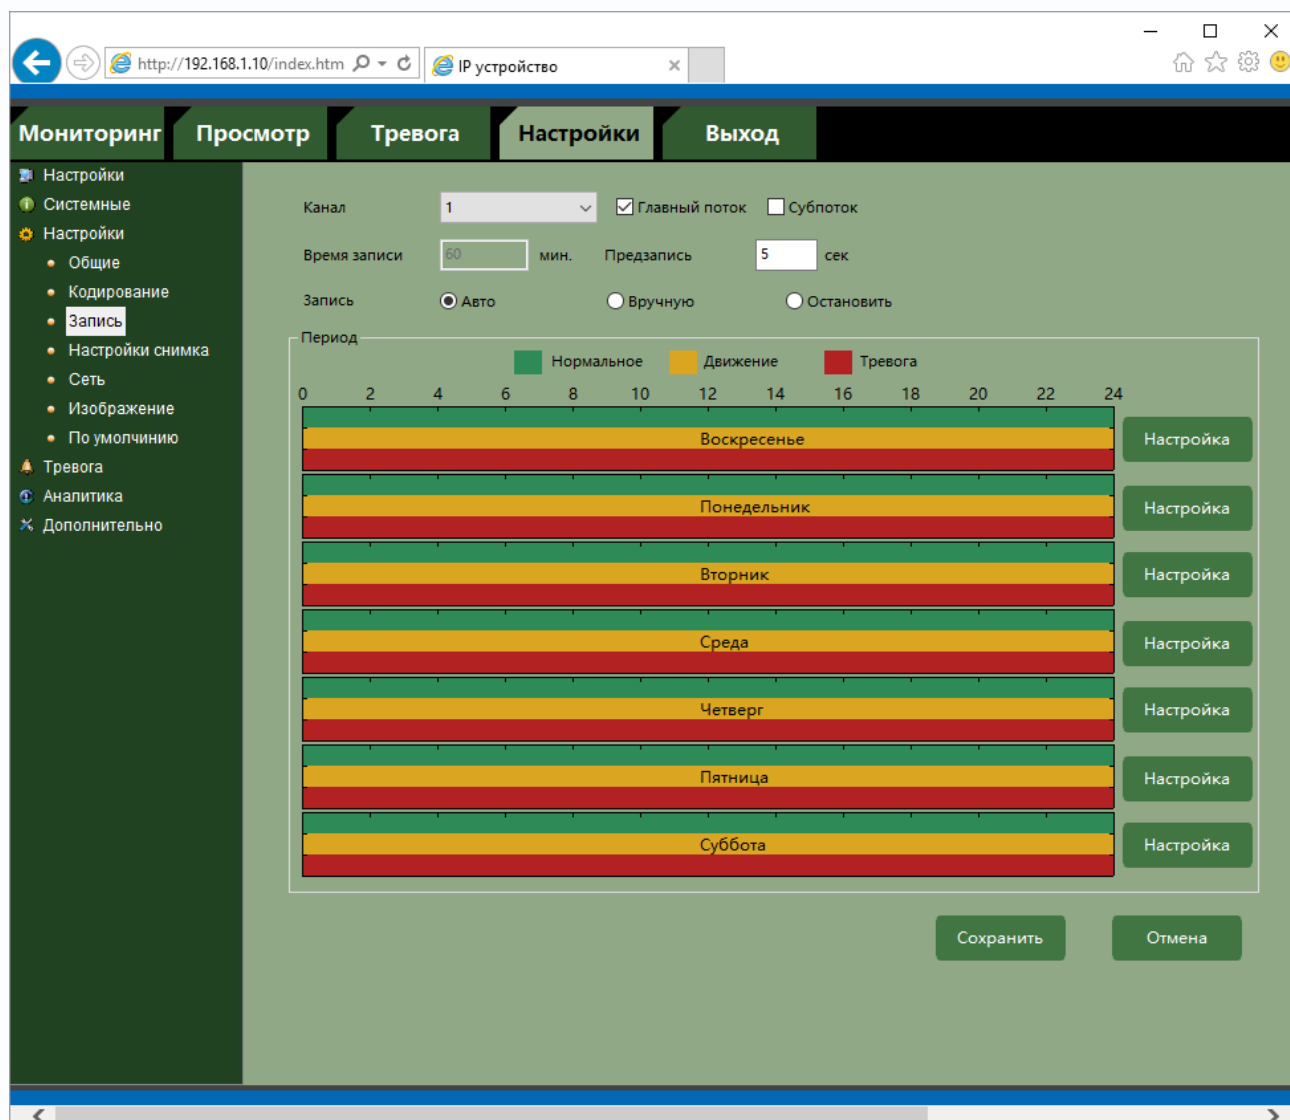 http://192.168.1.10/index.htm
IP устройство
Мониторинг Просмотр Тревога Настройки Выход
Настройки
Системные
Настройки
Общие
Кодирование
Запись
Настройки снимка
Сеть
Изображение
По умолчинию
Тревога
Аналитика
Дополнительно
Канал 1 Главный поток Субпоток
Время записи 60 мин. Предзапись 5 сек
Запись Авто Вручную Остановить
Период
Нормальное Движение Тревога
0 2 4 6 8 10 12 14 16 18 20 22 24
Воскресенье Настройка
Понедельник Настройка
Вторник Настройка
Среда Настройка
Четверг Настройка
Пятница Настройка
Суббота Настройка
Сохранить Отмена